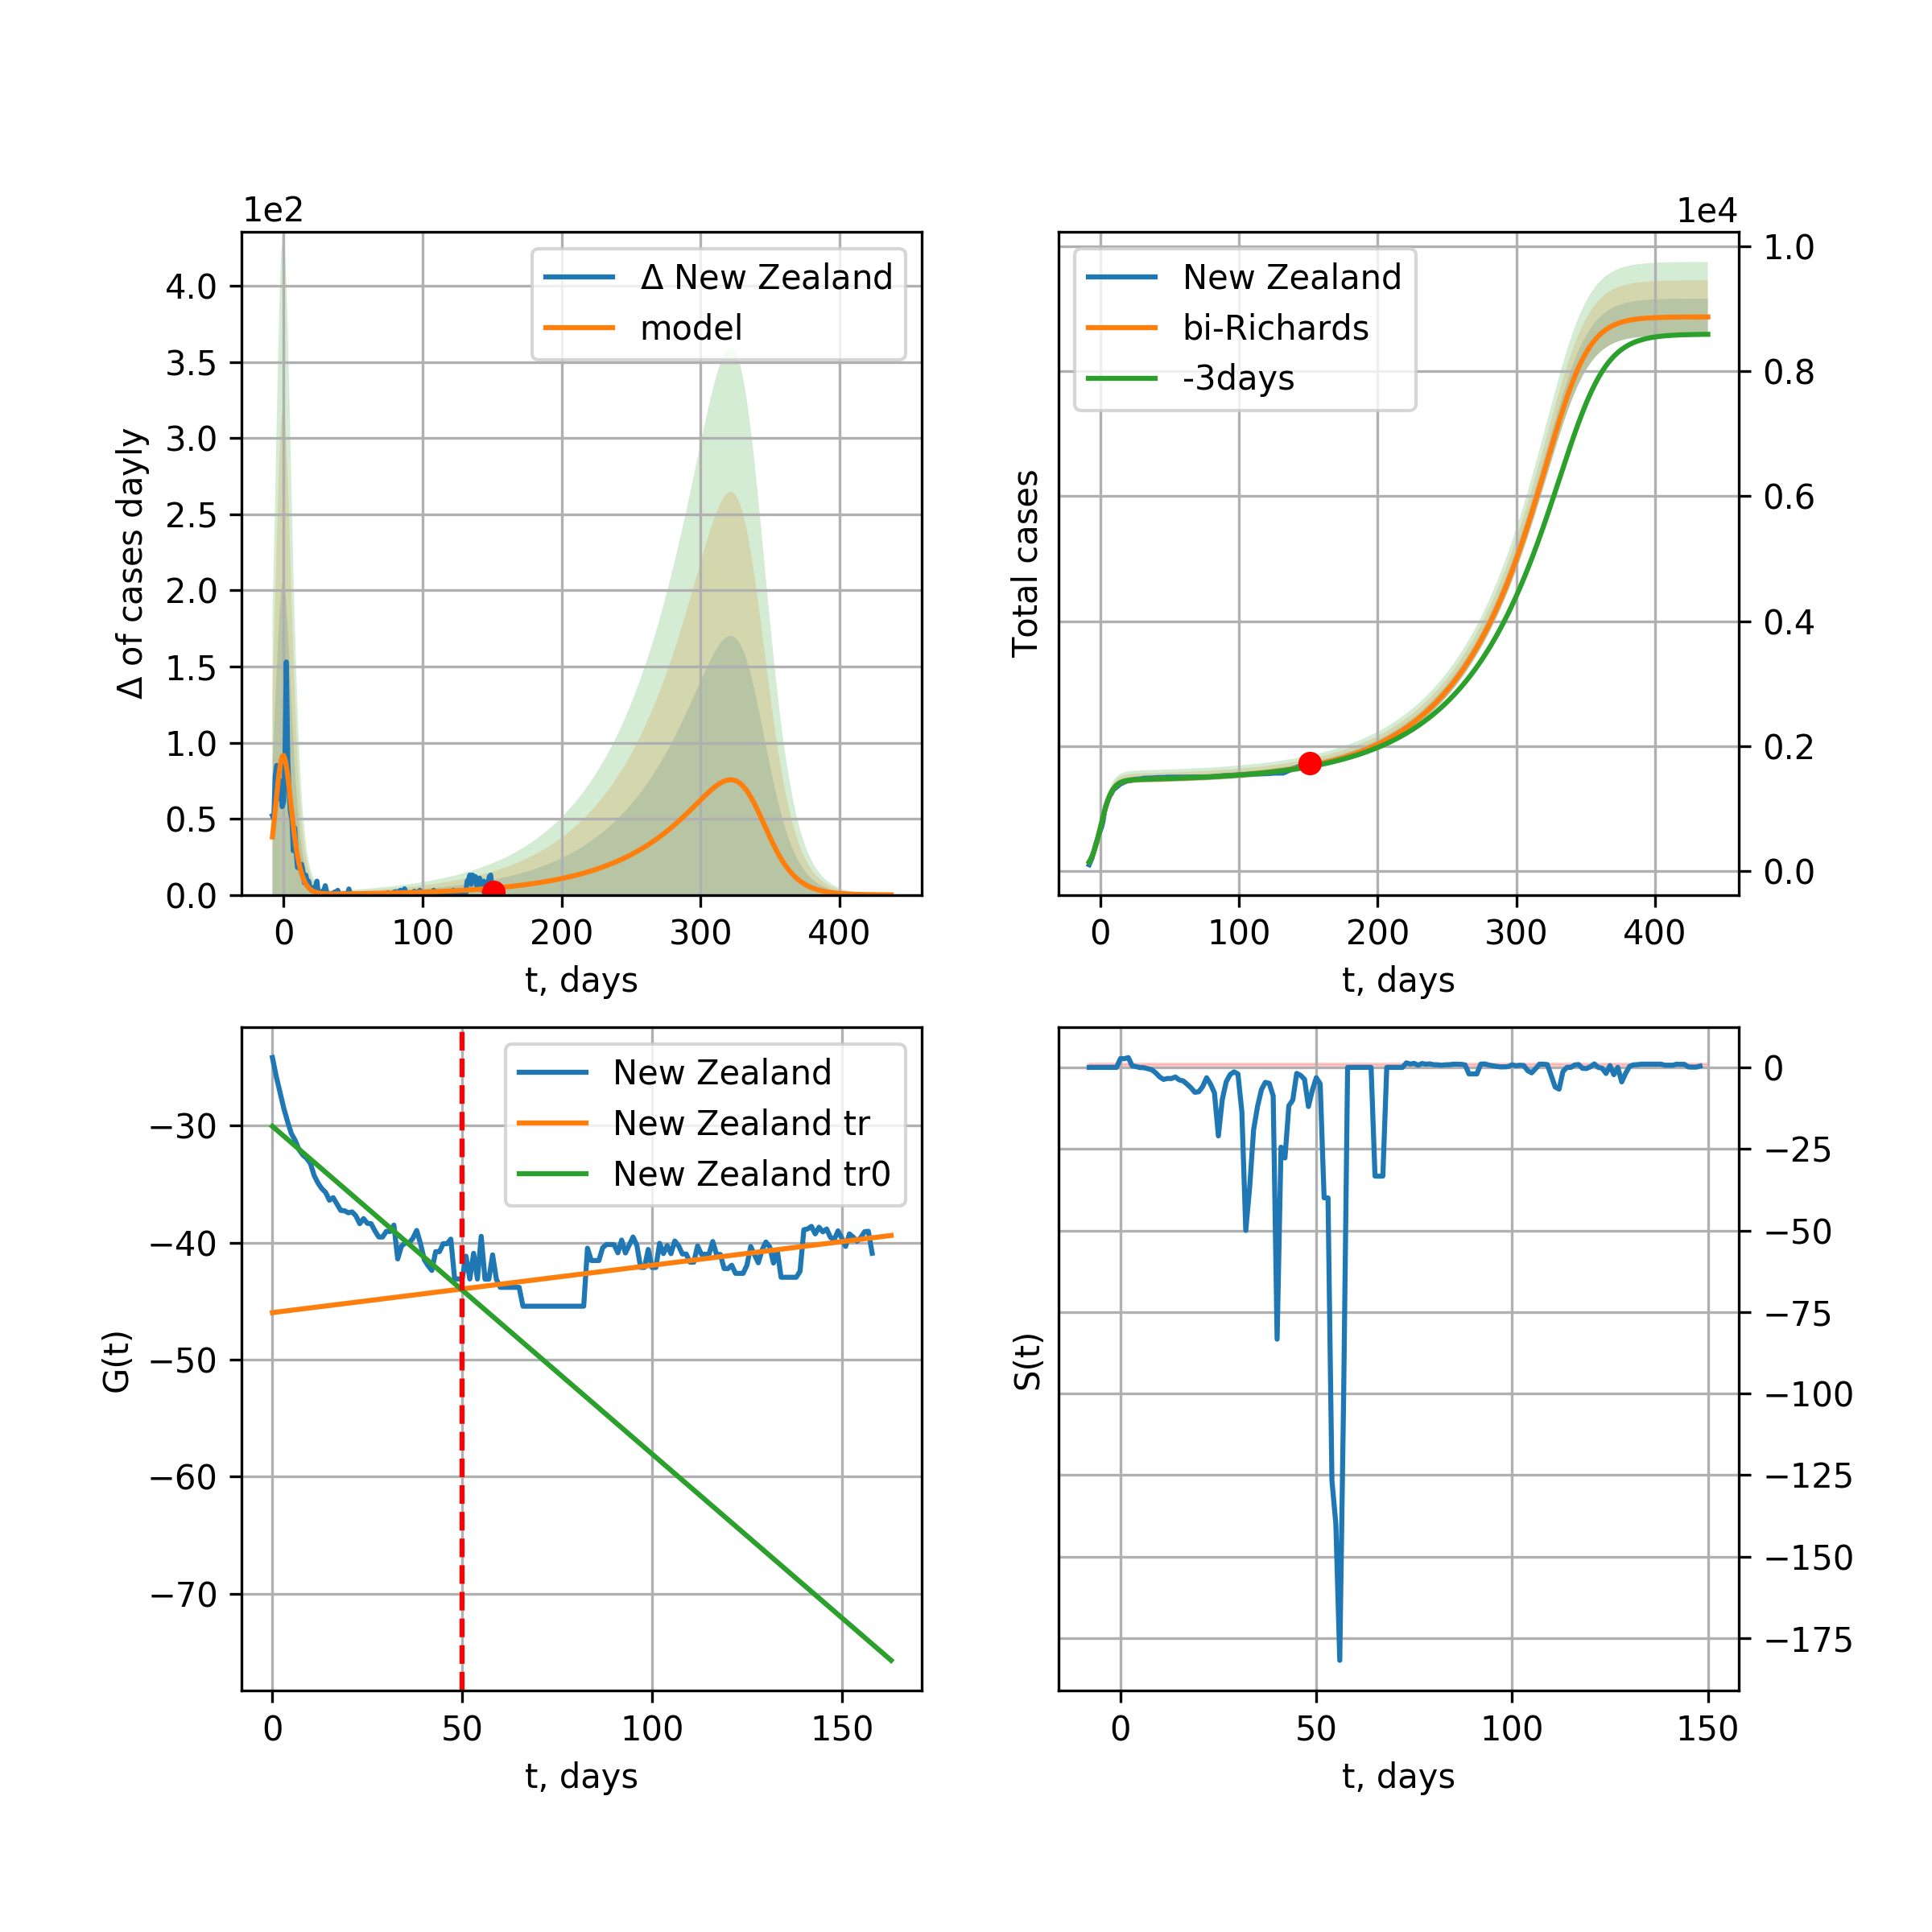 1e2
Δ of cases dayly
4.0
3.5
3.0
2.5
2.0
1.5
1.0
0.5
0.0
Δ New Zealand
model
0 100 200 300 400
t, days
1e4
Total cases
New Zealand
bi-Richards
-3days
1.0
0.8
0.6
0.4
0.2
0.0
0 100 200 300 400
t, days
G(t)
−30
−40
−50
−60
−70
New Zealand
New Zealand tr
New Zealand tr0
0 50 100 150
t, days
S(t)
0
−25
−50
−75
−100
−125
−150
−175
0 50 100 150
t, days